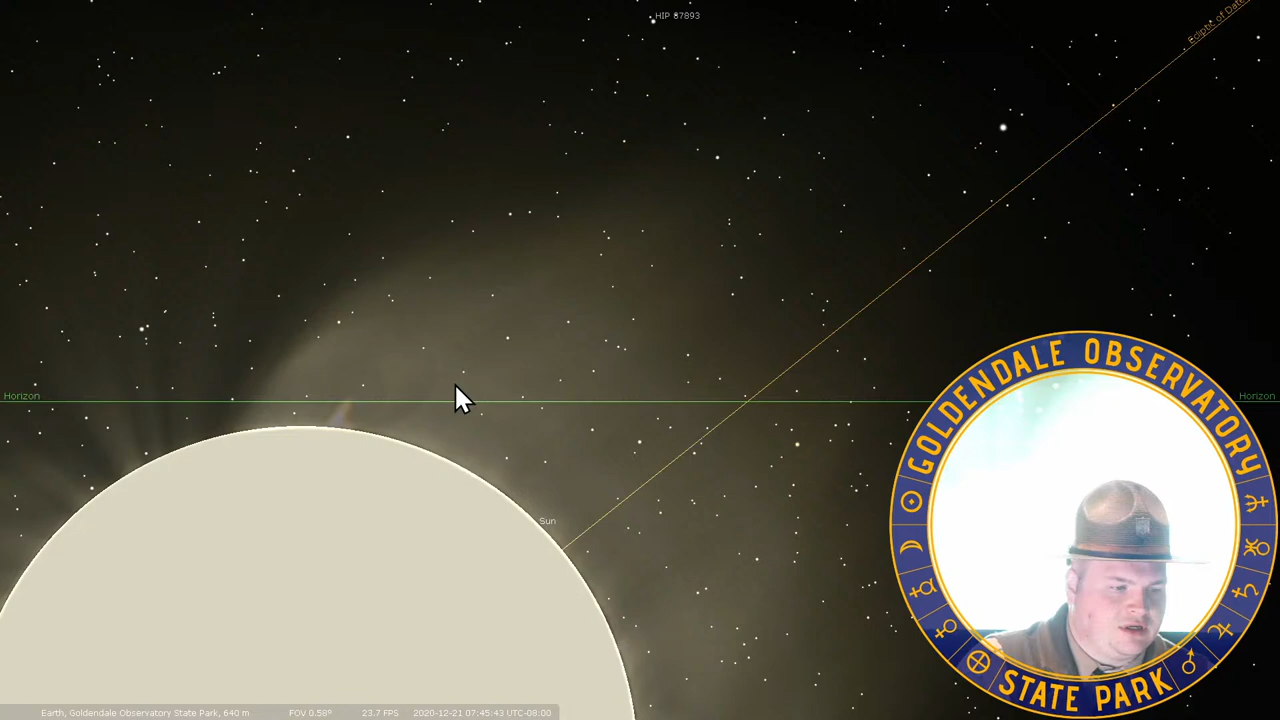 HIP 87893
Ecliptic of Date
Horizon
Horizon
Sun
GOLDENDALE OBSERVATORY
STATE PARK
Earth, Goldendale Observatory State Park, 640 m FOV 0.58° 23.7 FPS 2020-12-21 07:45:43 UTC-08:00